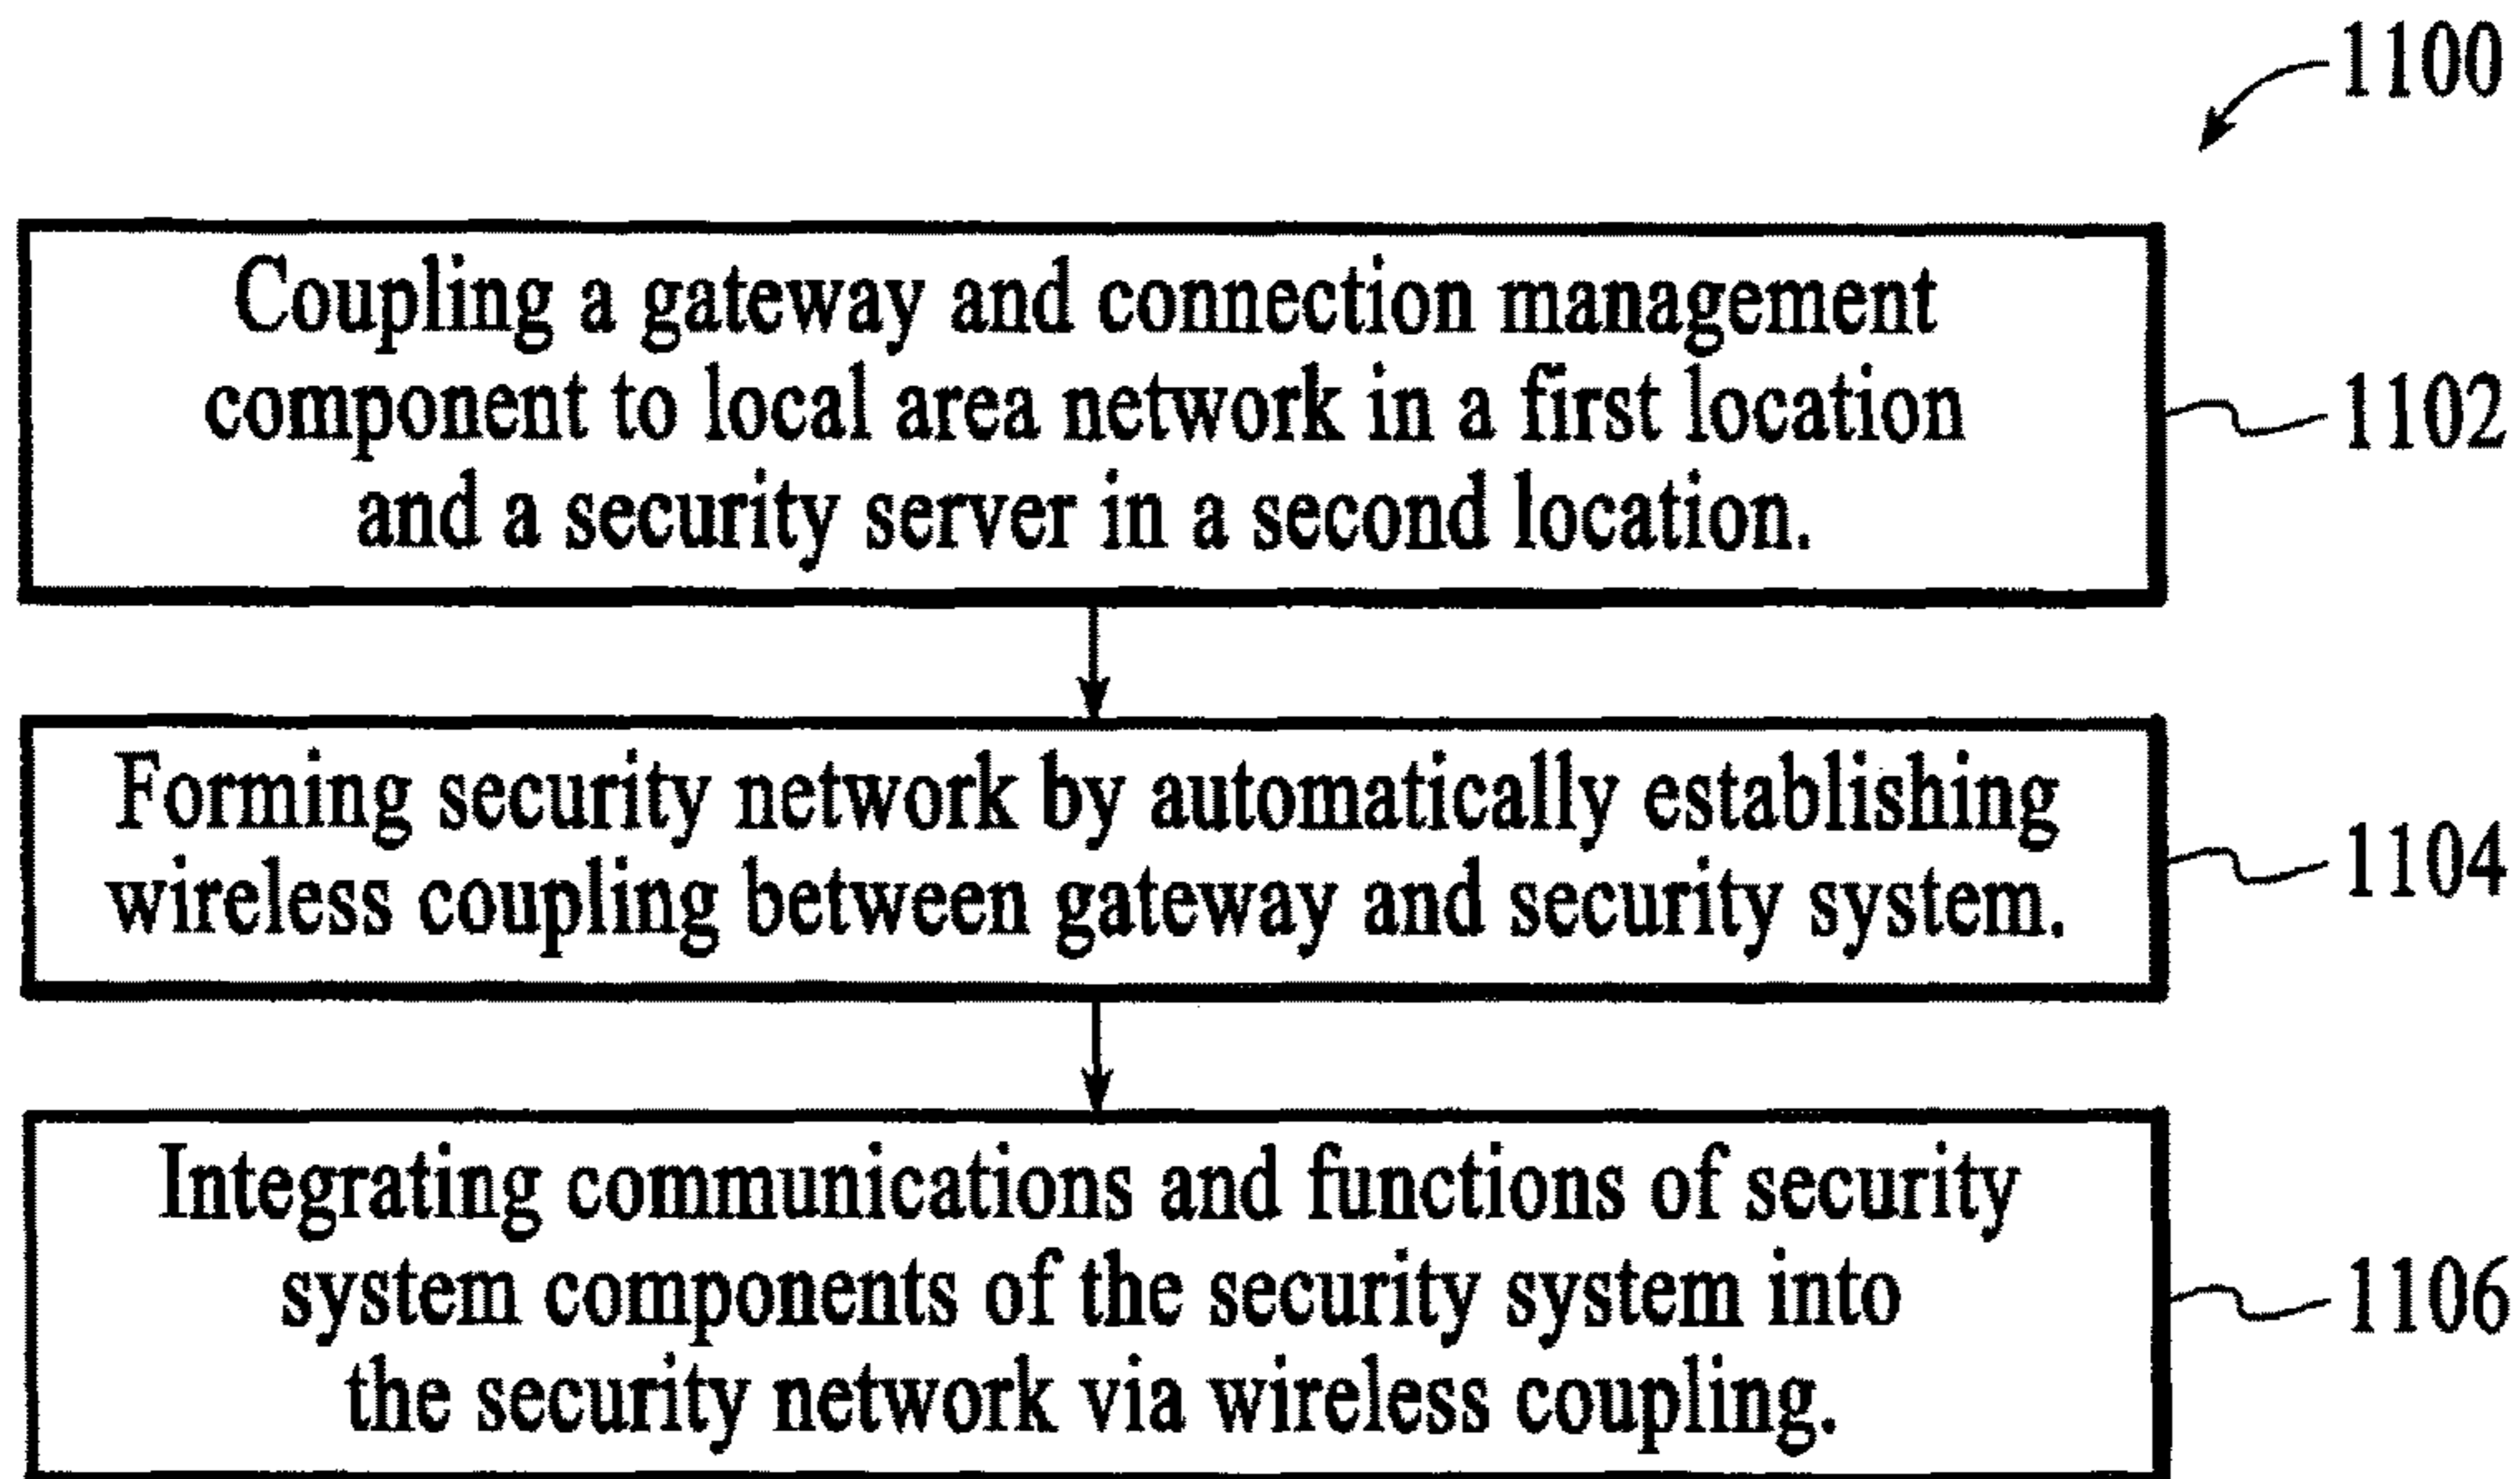 1100
Coupling a gateway and connection management
component to local area network in a first location
and a security server in a second location.
1102
Forming security network by automatically establishing
wireless coupling between gateway and security system.
1104
Integrating communications and functions of security
system components of the security system into
the security network via wireless coupling.
1106